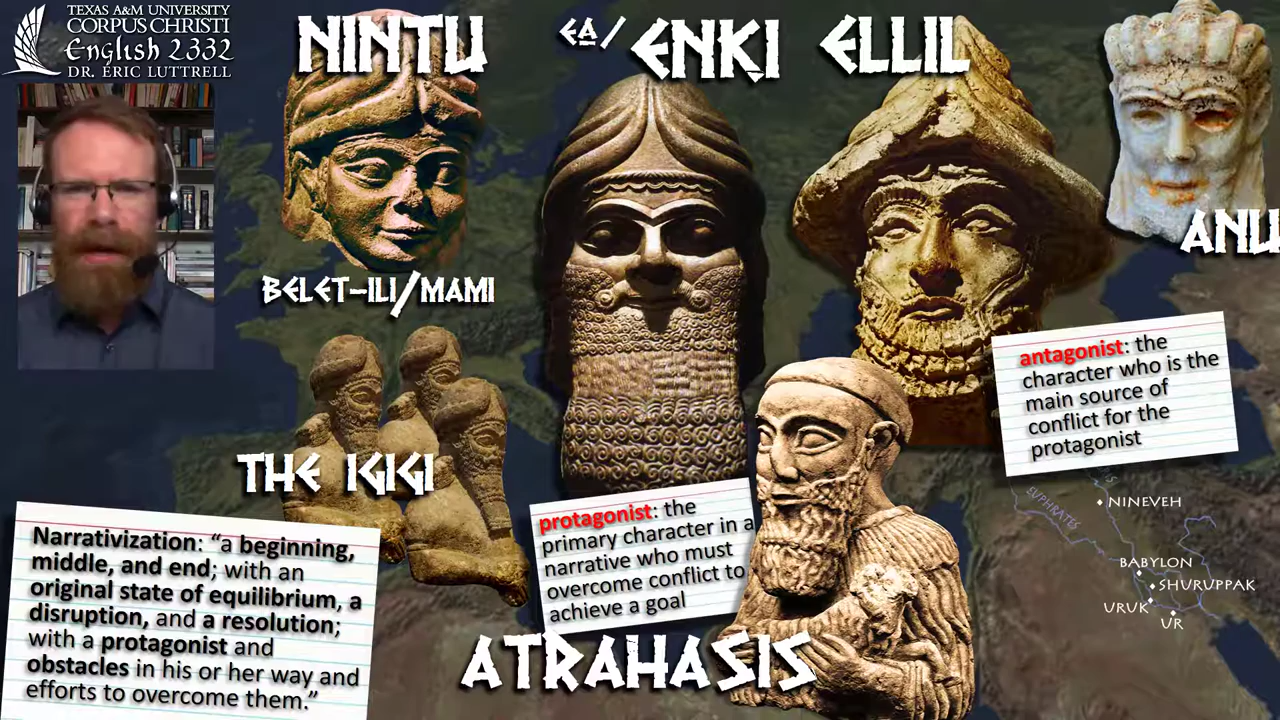 TEXAS A&M UNIVERSITY
CORPUS CHRISTI
English 2332
DR. ERIC LUTTRELL
NINTU
EA/ENKI
ELLIL
ANU
BELET-ILI/MAMI
THE IGIGI
antagonist: the
character who is the
main source of
conflict for the
protagonist
protagonist: the
primary character in a
narrative who must
overcome conflict to
achieve a goal
Narrativization: “a beginning,
middle, and end; with an
original state of equilibrium, a
disruption, and a resolution;
with a protagonist and
obstacles in his or her way and
efforts to overcome them.”
ATRAHASIS
EUPHRATES
NINEVEH
BABYLON
SHURUPPAK
URUK
UR